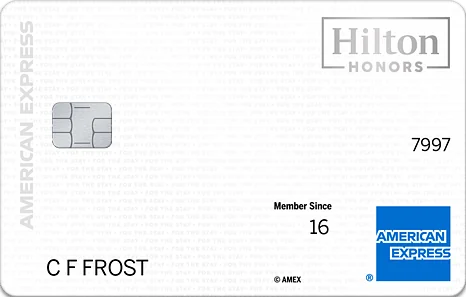 AMERICAN EXPRESS
Hilton
HONORS
7997
Member Since
16
AMERICAN
EXPRESS
®
C F FROST
© AMEX